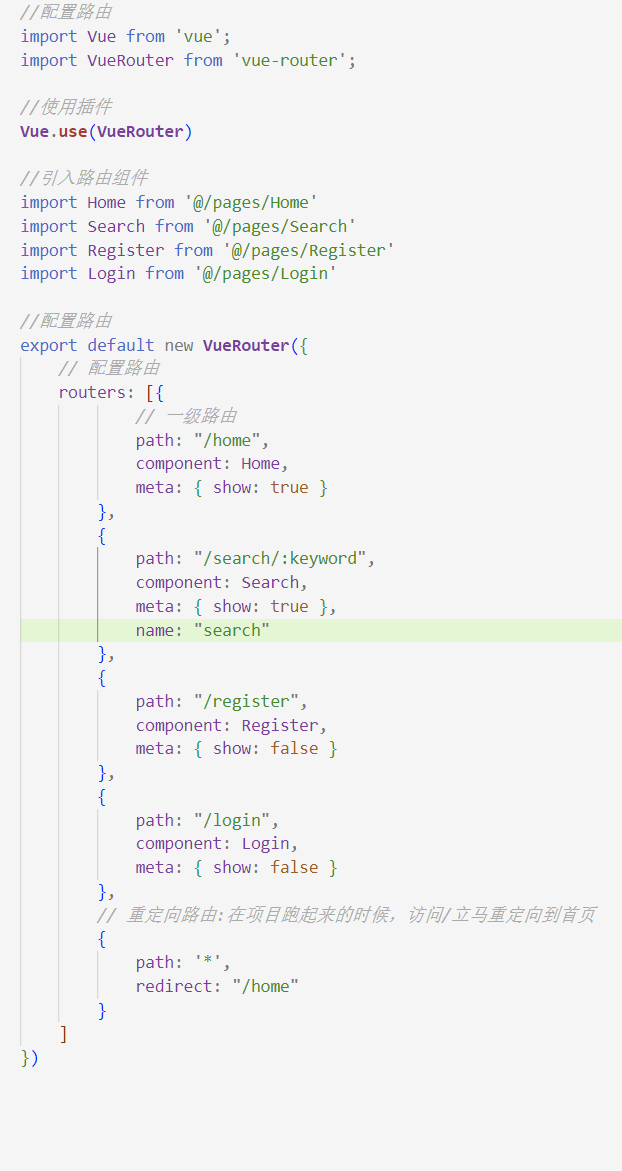 //配置路由
import Vue from 'vue';
import VueRouter from 'vue-router';
//使用插件
Vue.use(VueRouter)
//引入路由组件
import Home from '@/pages/Home'
import Search from '@/pages/Search'
import Register from '@/pages/Register'
import Login from '@/pages/Login'
//配置路由
export default new VueRouter({
// 配置路由
routers: [{
// 一级路由
path: "/home",
component: Home,
meta: { show: true }
},
{
path: "/search/:keyword",
component: Search,
meta: { show: true },
name: "search"
},
{
path: "/register",
component: Register,
meta: { show: false }
},
{
path: "/login",
component: Login,
meta: { show: false }
},
// 重定向路由:在项目跑起来的时候，访问/立马重定向到首页
{
path: '*',
redirect: "/home"
}
]
})